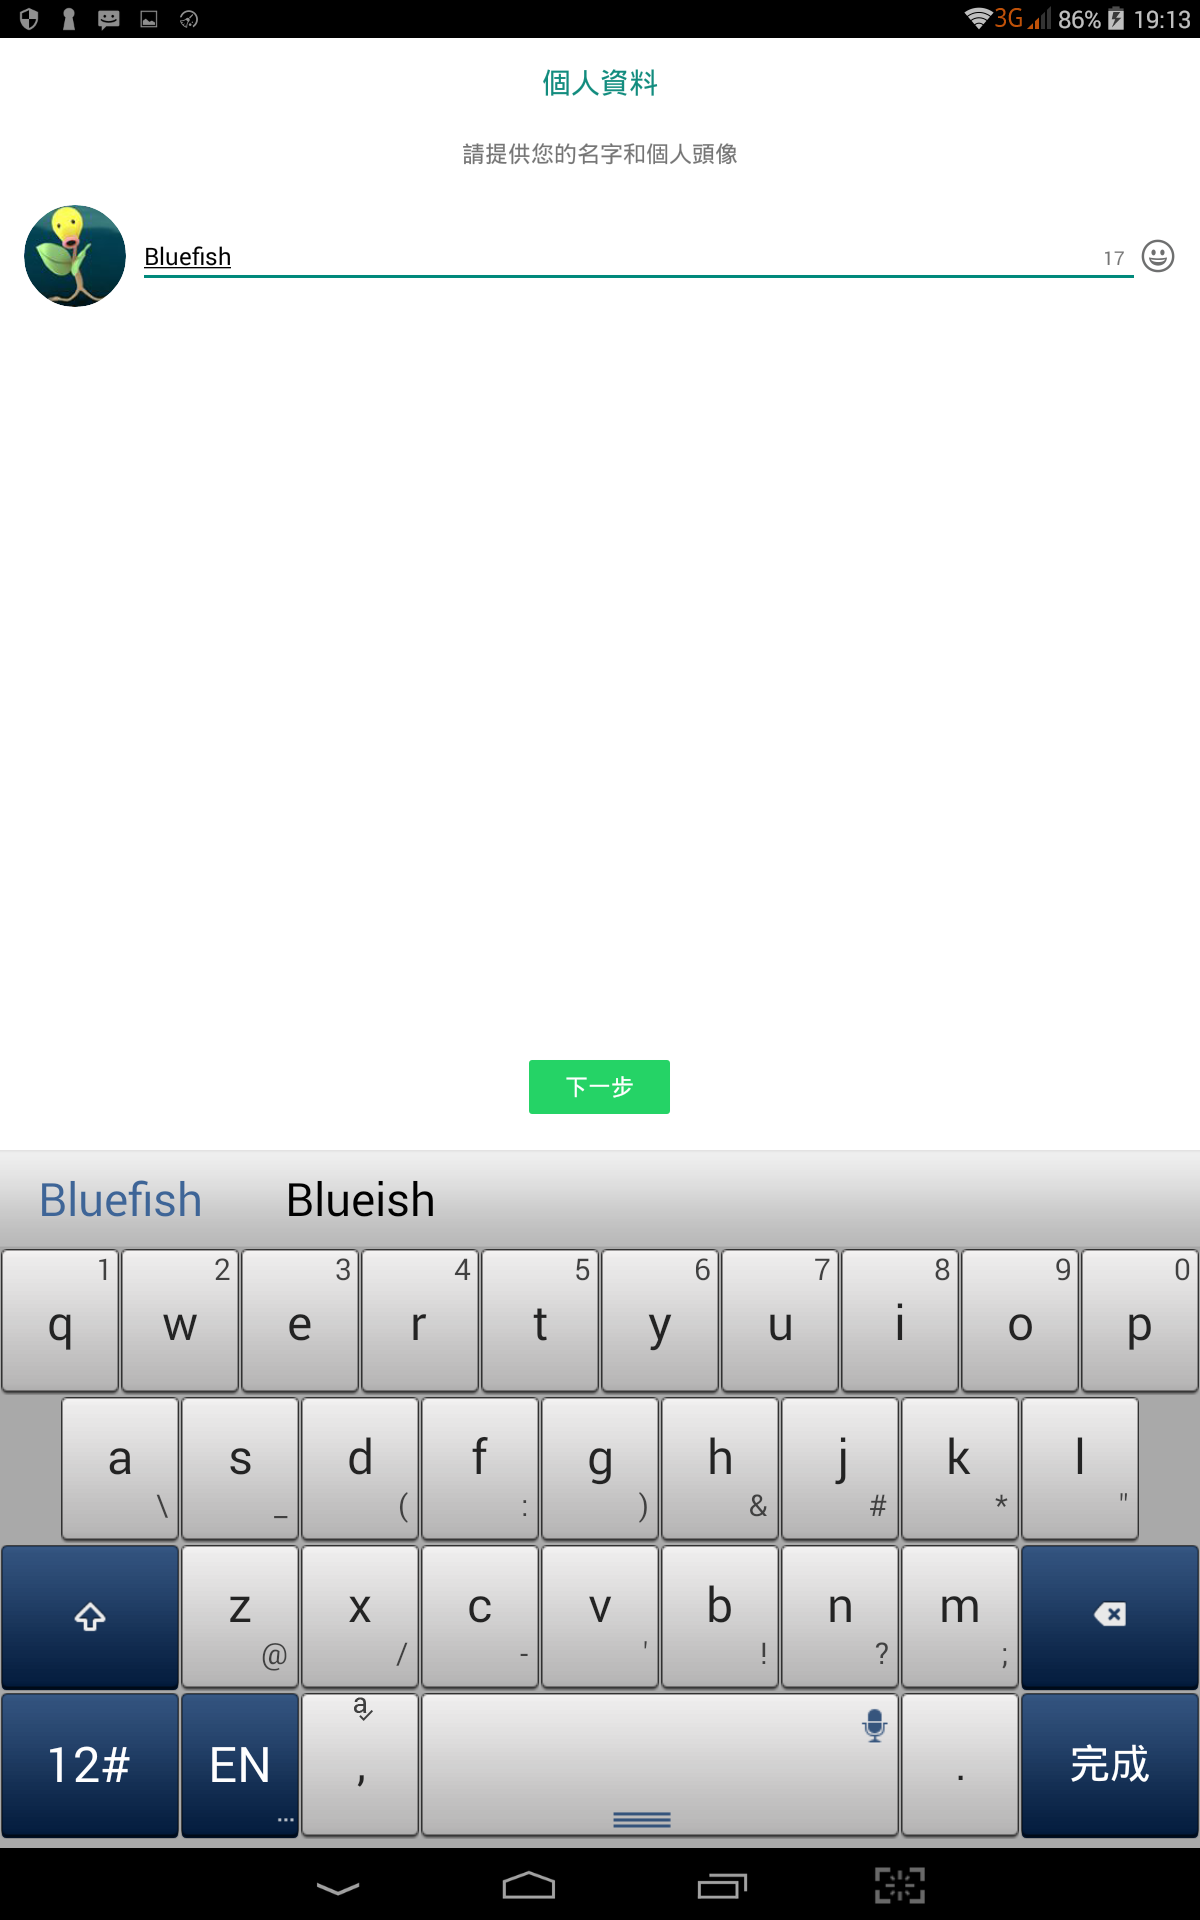 3G 86% 19:13
個人資料
請提供您的名字和個人頭像
Bluefish 17
下一步
Bluefish Blueish
1 2 3 4 5 6 7 8 9 0
q w e r t y u i o p
a s d f g h j k l
\ _ ( : ) & # * "
z x c v b n m
@ / - ' ! ? ;
a
12# EN , . 完成
...